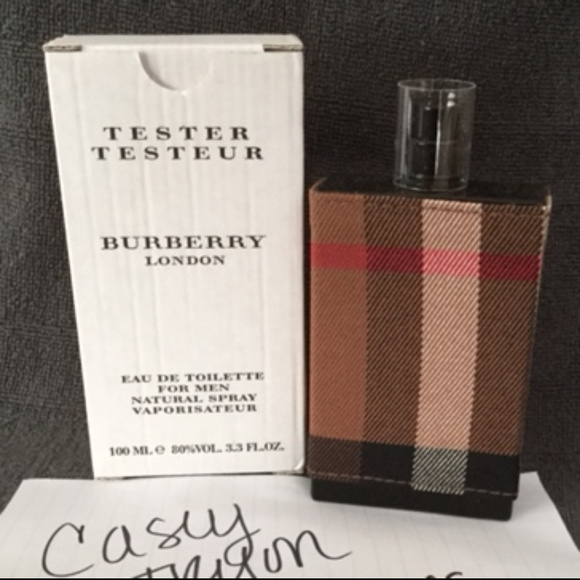 TESTER
TESTEUR
BURBERRY
LONDON
EAU DE TOILETTE
FOR MEN
NATURAL SPRAY
VAPORISATEUR
100 ML ℮ 80%VOL. 3.3 FL.OZ.
Casey